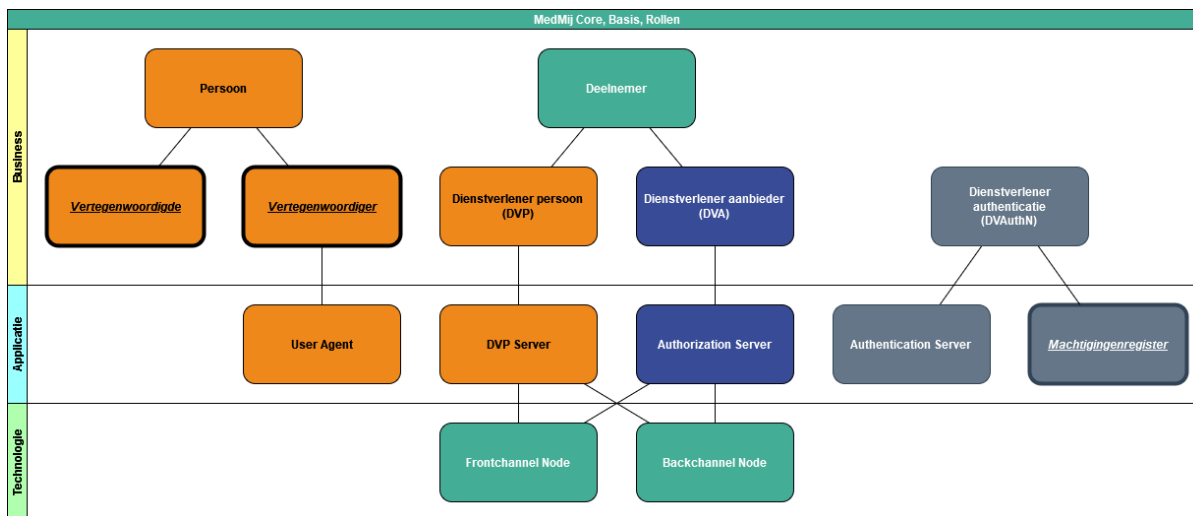 MedMij Core, Basis, Rollen
Business
Persoon
Deelnemer
Vertegenwoordigde
Vertegenwoordiger
Dienstverlener persoon
(DVP)
Dienstverlener aanbieder
(DVA)
Dienstverlener
authenticatie
(DVAuthN)
Applicatie
User Agent
DVP Server
Authorization Server
Authentication Server
Machtigingenregister
Technologie
Frontchannel Node
Backchannel Node